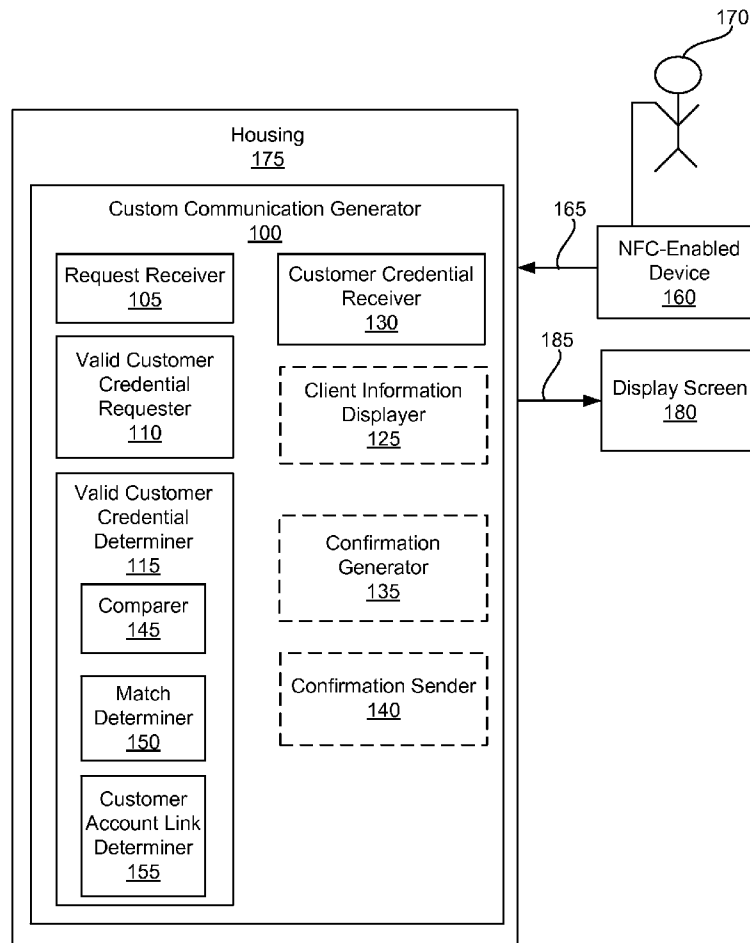 170
Housing
175
Custom Communication Generator
100
165
NFC-Enabled
Device
160
Request Receiver
105
Customer Credential
Receiver
130
Valid Customer
Credential
Requester
110
Client Information
Displayer
125
185
Display Screen
180
Valid Customer
Credential
Determiner
115
Confirmation
Generator
135
Comparer
145
Confirmation Sender
140
Match
Determiner
150
Customer
Account Link
Determiner
155